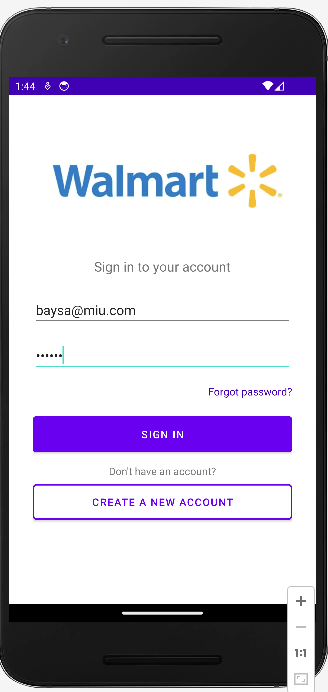 1:44
Walmart
Sign in to your account
baysa@miu.com
••••••
Forgot password?
SIGN IN
Don't have an account?
CREATE A NEW ACCOUNT
+
−
1:1